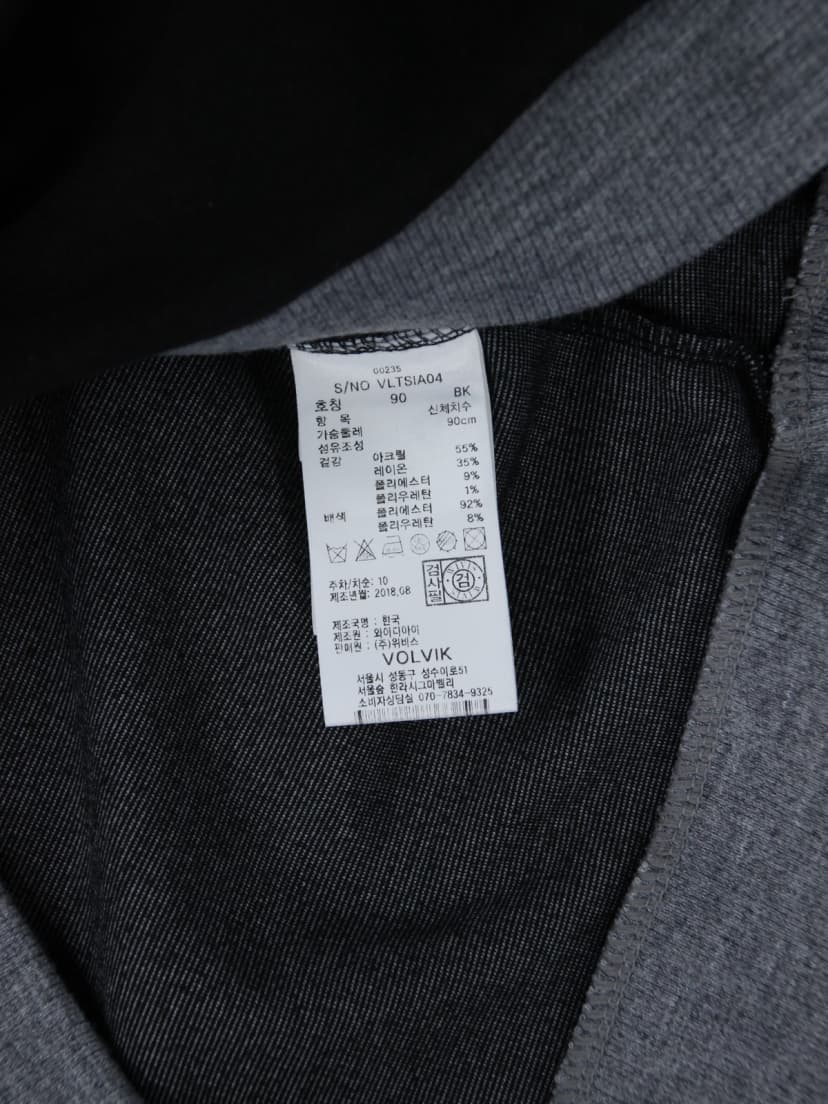 00235
S/NO VLTSIA04
호칭 90 BK
항 목 신체치수
가슴둘레 90cm
섬유조성
겉감 아크릴 55%
레이온 35%
폴리에스터 9%
폴리우레탄 1%
배색 폴리에스터 92%
폴리우레탄 8%
검사필 검
주차/치순: 10
제조년월: 2018.08
제조국명 : 한국
제조원 : 와이디아이
판매원 : (주)위비스
VOLVIK
서울시 성동구 성수이로51
서울숲 한라시그마밸리
소비자상담실 070-7834-9325